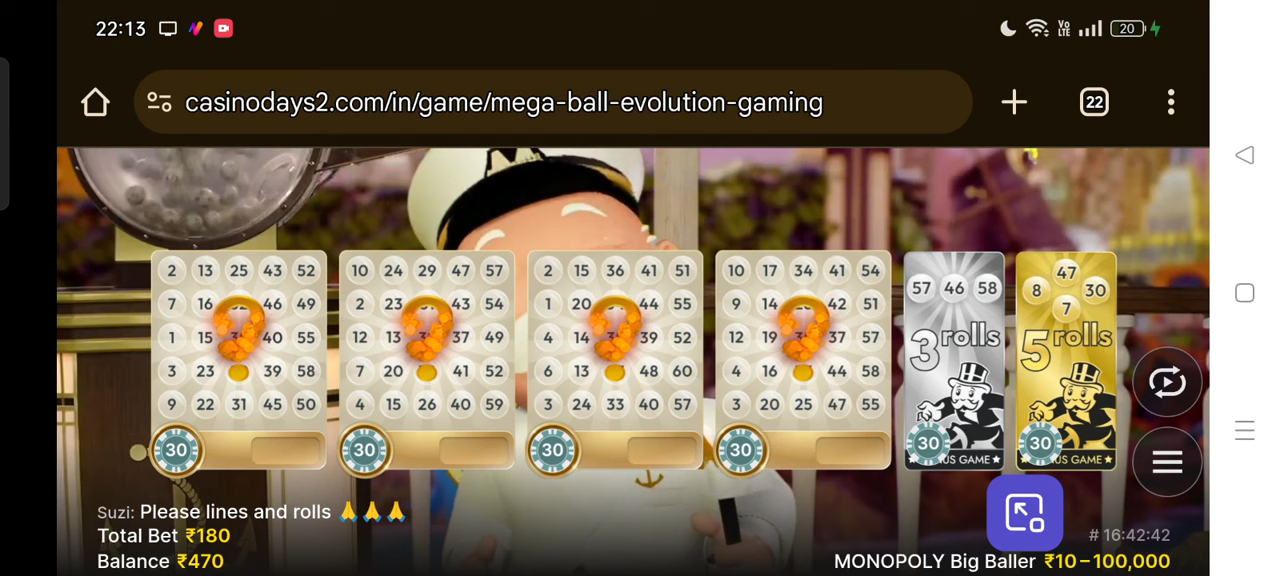 22:13 Vo LTE 20
casinodays2.com/in/game/mega-ball-evolution-gaming 22
2 13 25 43 52
7 16 46 49
1 15 40 55
3 23 39 58
9 22 31 45 50
30
10 24 29 47 57
2 23 43 54
12 13 37 49
7 20 41 52
4 15 26 40 59
30
2 15 36 41 51
1 20 44 55
4 14 39 52
6 13 48 60
3 24 33 40 57
30
10 17 34 41 54
9 14 42 51
12 19 37 57
4 16 44 58
3 20 25 47 55
30
57 46 58
3 rolls
30
US GAME ★
47
8 30
7
5 rolls
30
US GAME ★
Suzi: Please lines and rolls 🙏🙏🙏
Total Bet ₹180
Balance ₹470
# 16:42:42
MONOPOLY Big Baller ₹10–100,000